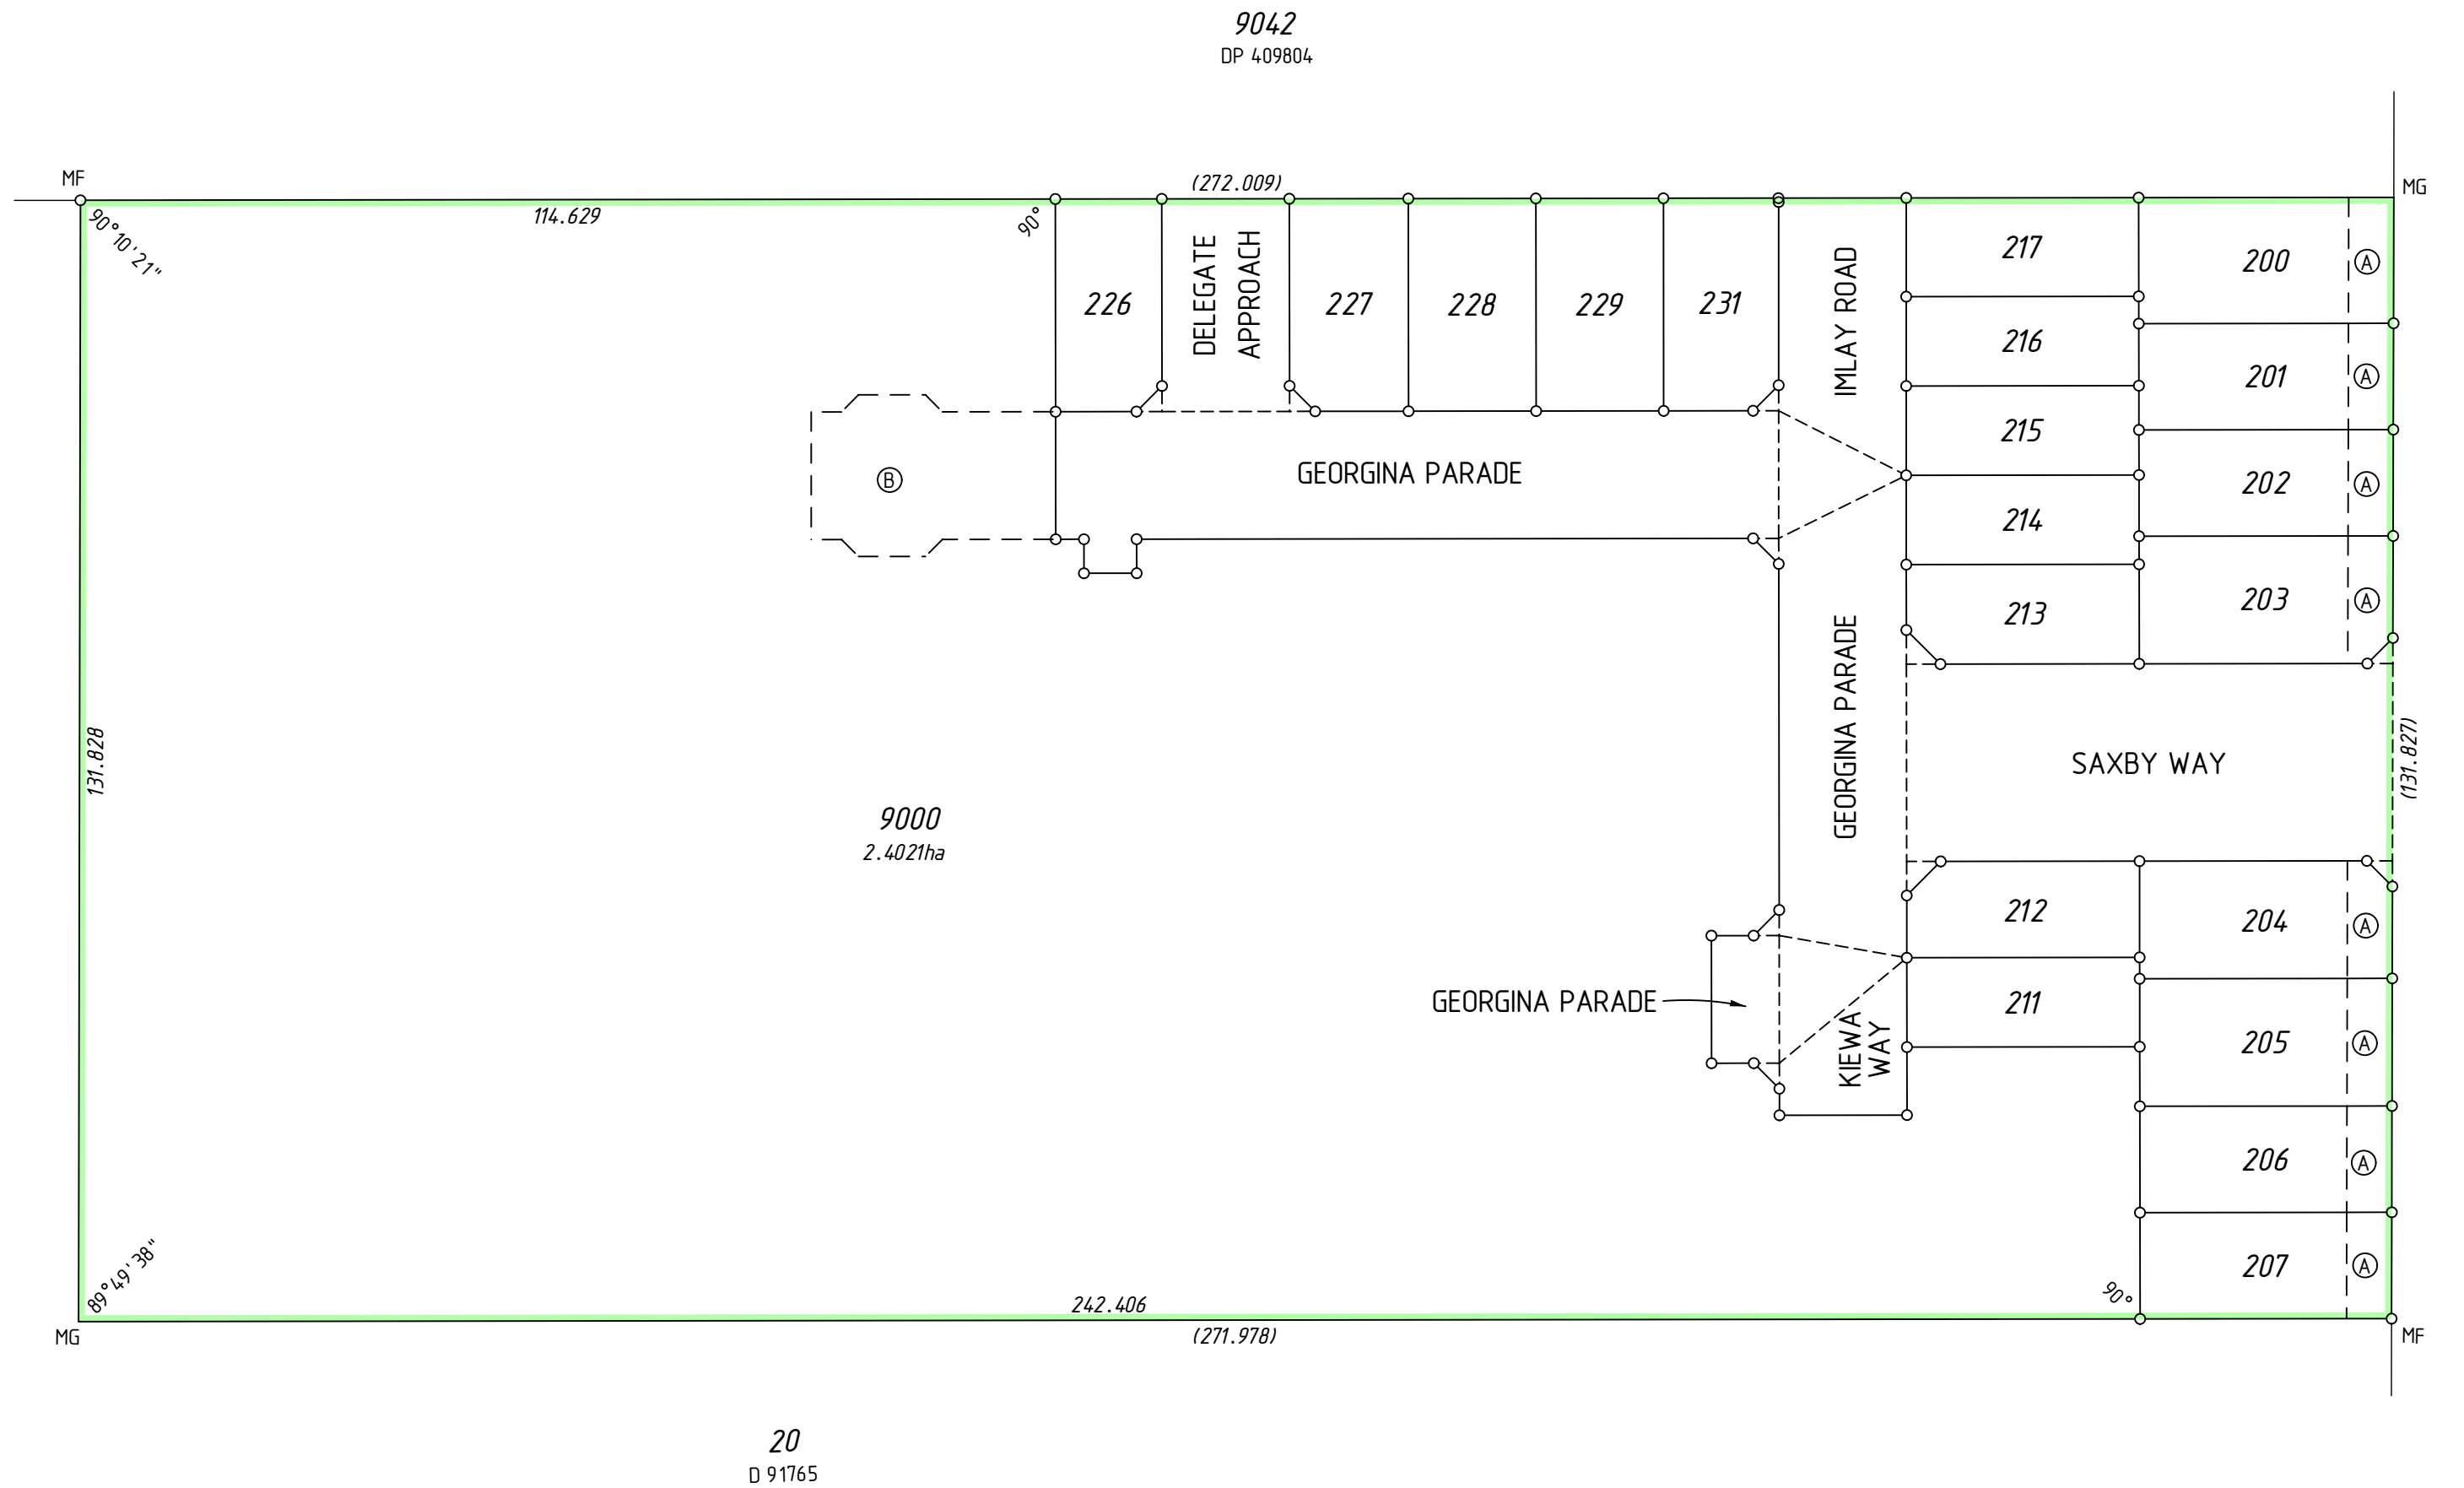 9042
DP 409804
MF
(272.009)
MG
114.629
90°10'21"
90°
226
DELEGATE
APPROACH
227
228
229
231
IMLAY ROAD
217
216
215
214
213
200
A
201
A
202
A
203
A
B
GEORGINA PARADE
GEORGINA PARADE
SAXBY WAY
131.828
(131.827)
9000
2.4021ha
GEORGINA PARADE
KIEWA
WAY
212
211
204
A
205
A
206
A
207
A
89°49'38"
90°
242.406
MG
(271.978)
MF
20
D 91765